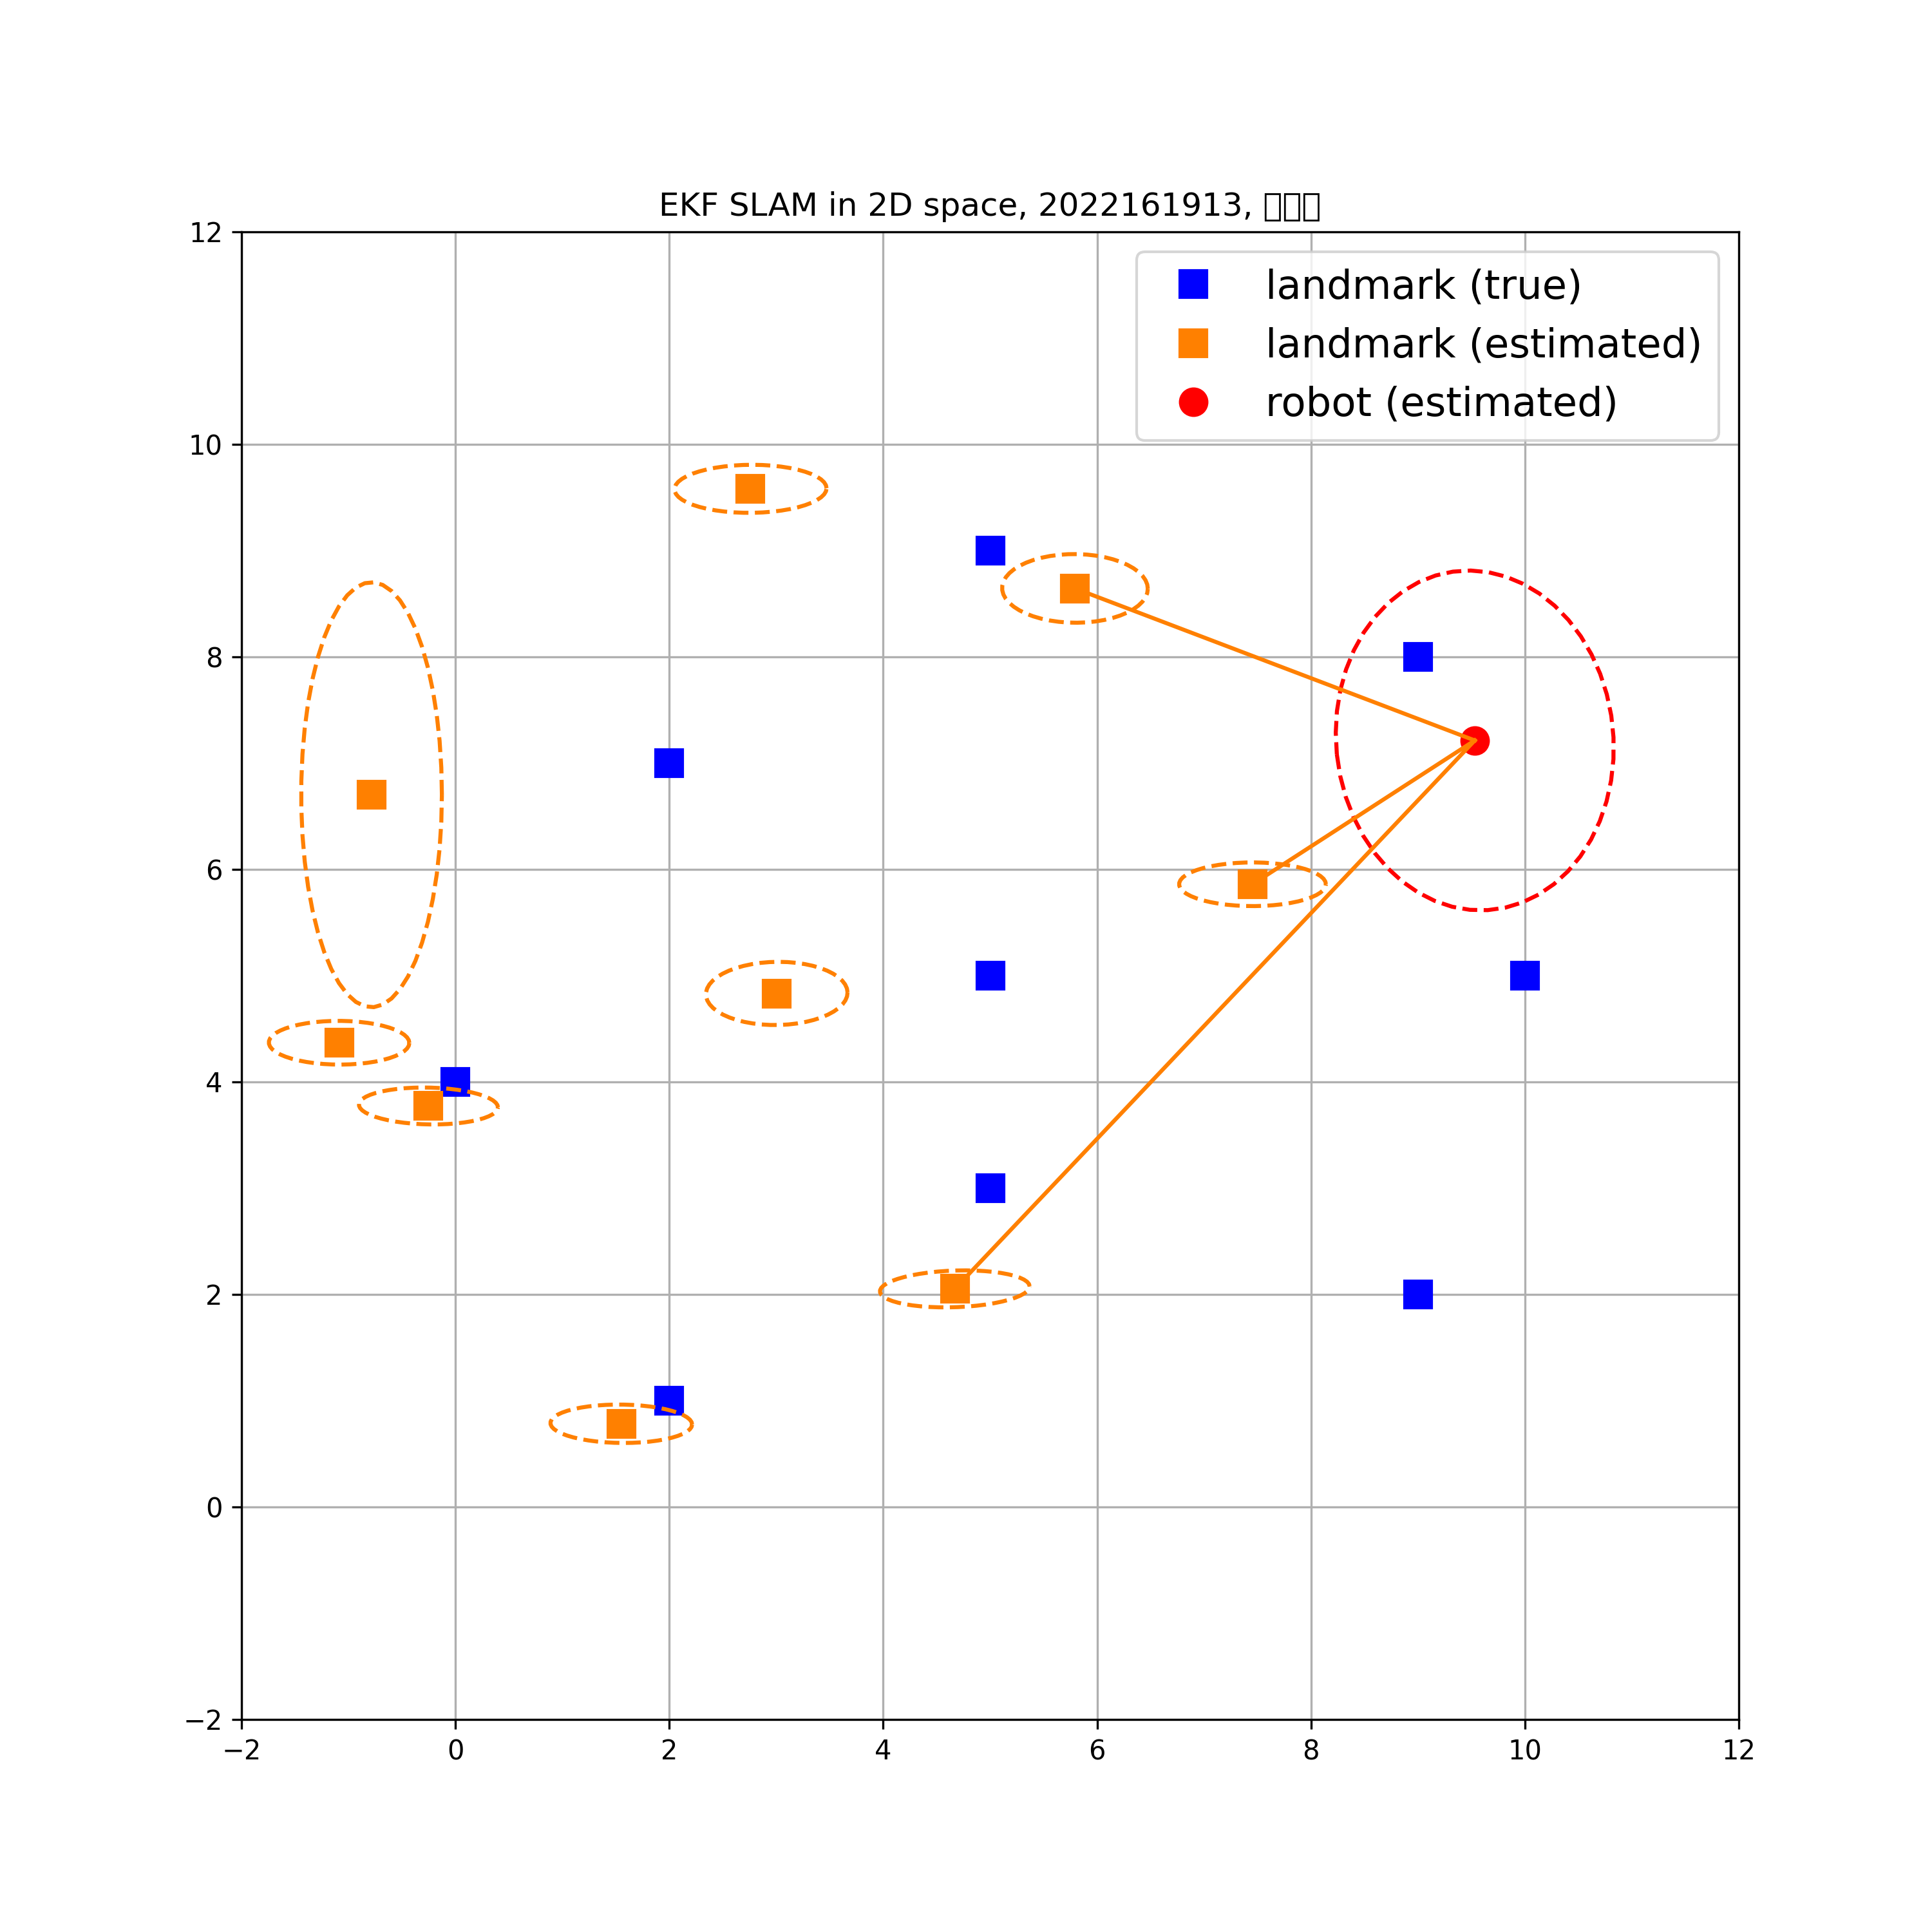 EKF SLAM in 2D space, 2022161913, 
landmark (true)
landmark (estimated)
robot (estimated)
12
10
8
6
4
2
0
−2
−2 0 2 4 6 8 10 12